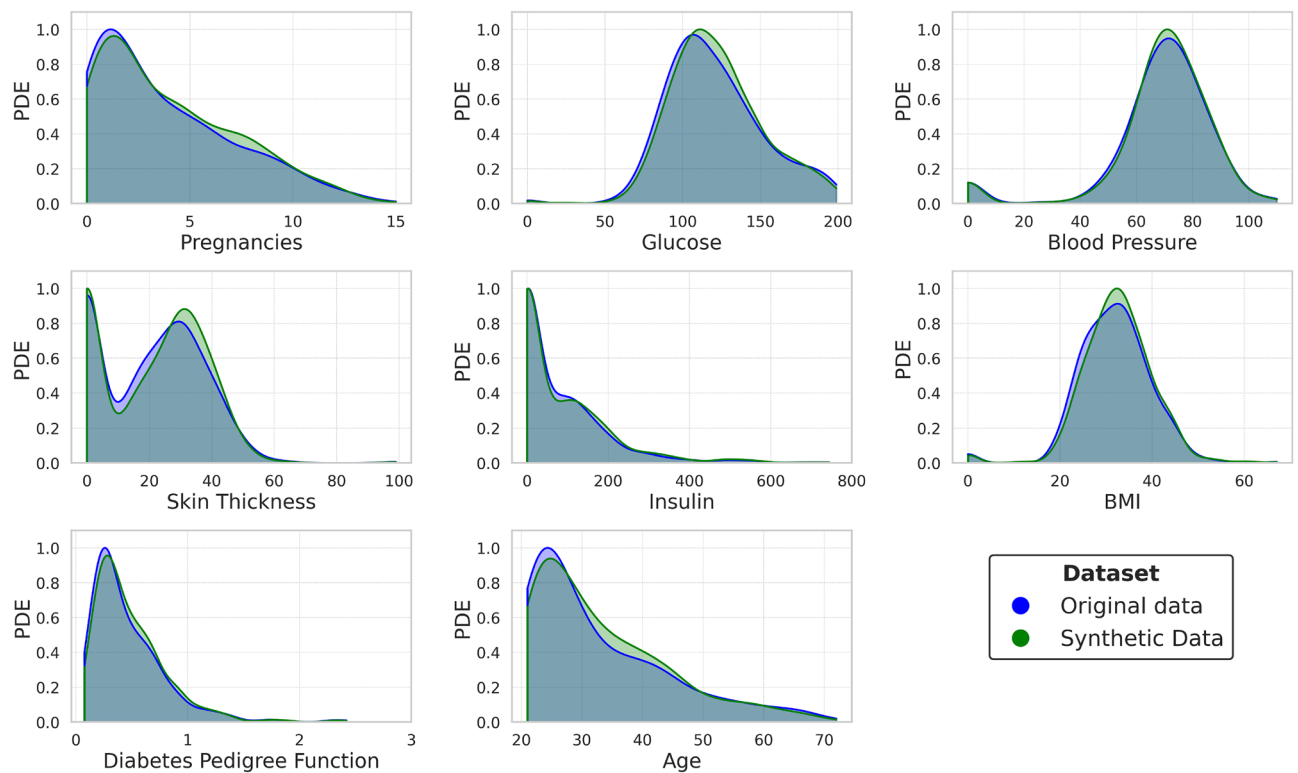 1.0
0.8
0.6
0.4
0.2
0.0
PDE
0 5 10 15
Pregnancies
1.0
0.8
0.6
0.4
0.2
0.0
PDE
0 50 100 150 200
Glucose
1.0
0.8
0.6
0.4
0.2
0.0
PDE
0 20 40 60 80 100
Blood Pressure
1.0
0.8
0.6
0.4
0.2
0.0
PDE
0 20 40 60 80 100
Skin Thickness
1.0
0.8
0.6
0.4
0.2
0.0
PDE
0 200 400 600 800
Insulin
1.0
0.8
0.6
0.4
0.2
0.0
PDE
0 20 40 60
BMI
1.0
0.8
0.6
0.4
0.2
0.0
PDE
0 1 2 3
Diabetes Pedigree Function
1.0
0.8
0.6
0.4
0.2
0.0
PDE
20 30 40 50 60 70
Age
Dataset
Original data
Synthetic Data